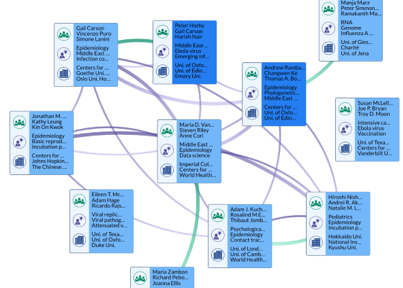 Gail Carson
Vincenzo Puro
Simone Lanini
Epidemiology
Middle East ...
Infection co...
Centers for ...
Goethe Uni. ...
Oslo Uni. Ho...
Peter Horby
Gail Carson
Harish Nair
Middle East ...
Ebola virus
Emerging inf...
Uni. of Oxfo...
Uni. of Edin...
Emory Uni.
Manja Marz
Peter Simmon...
Ramakanth Ma...
RNA
Genome
Influenza A ...
Uni. of Gies...
Charité
Uni. of Jena
Andrew Ramba...
Changwen Ke
Thomas A. Bo...
Epidemiology
Phylogenetic...
Middle East ...
Centers for ...
Uni. of Oxfo...
Uni. of Edin...
Susan McLell...
Joe P. Bryan
Troy D. Moon
Intensive ca...
Ebola virus
Vaccination
Uni. of Texa...
Centers for ...
Vanderbilt U...
Jonathan M. ...
Kathy Leung
Kin On Kwok
Epidemiology
Basic reprod...
Incubation p...
Centers for ...
Johns Hopkin...
The Chinese ...
Maria D. Van...
Steven Riley
Anne Cori
Middle East ...
Epidemiology
Data science
Imperial Col...
Centers for ...
World Health...
Eileen T. Mc...
Adam Hage
Ricardo Rajs...
Viral replic...
Viral pathog...
Attenuated v...
Uni. of Texa...
Uni. of Oxfo...
Duke Uni.
Adam J. Kuch...
Rosalind M E...
Thibaut Jomb...
Psychologica...
Epidemiology
Contact trac...
Uni. of Lond...
Uni. of Camb...
World Health...
Hiroshi Nish...
Andrei R. Ak...
Natalie M. L...
Pediatrics
Epidemiology
Incubation p...
Hokkaido Uni.
National Ins...
Kyushu Uni.
Maria Zambon
Richard Pebo...
Joanna Ellis